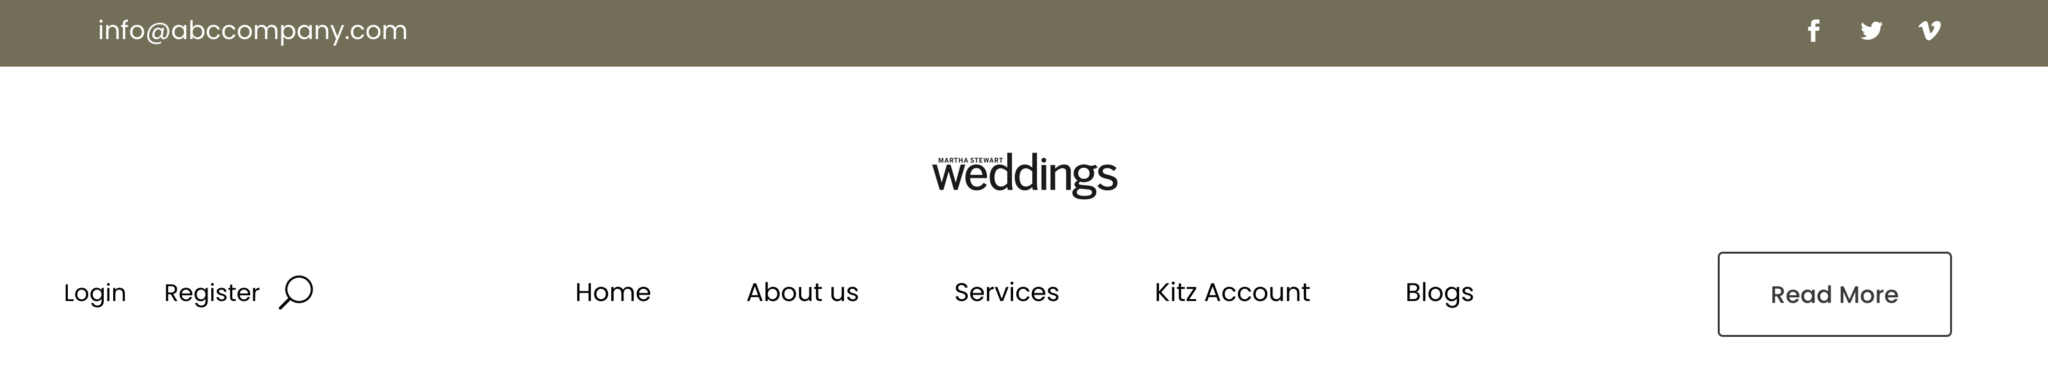 info@abccompany.com
MARTHA STEWART
weddings
Login Register Home About us Services Kitz Account Blogs Read More